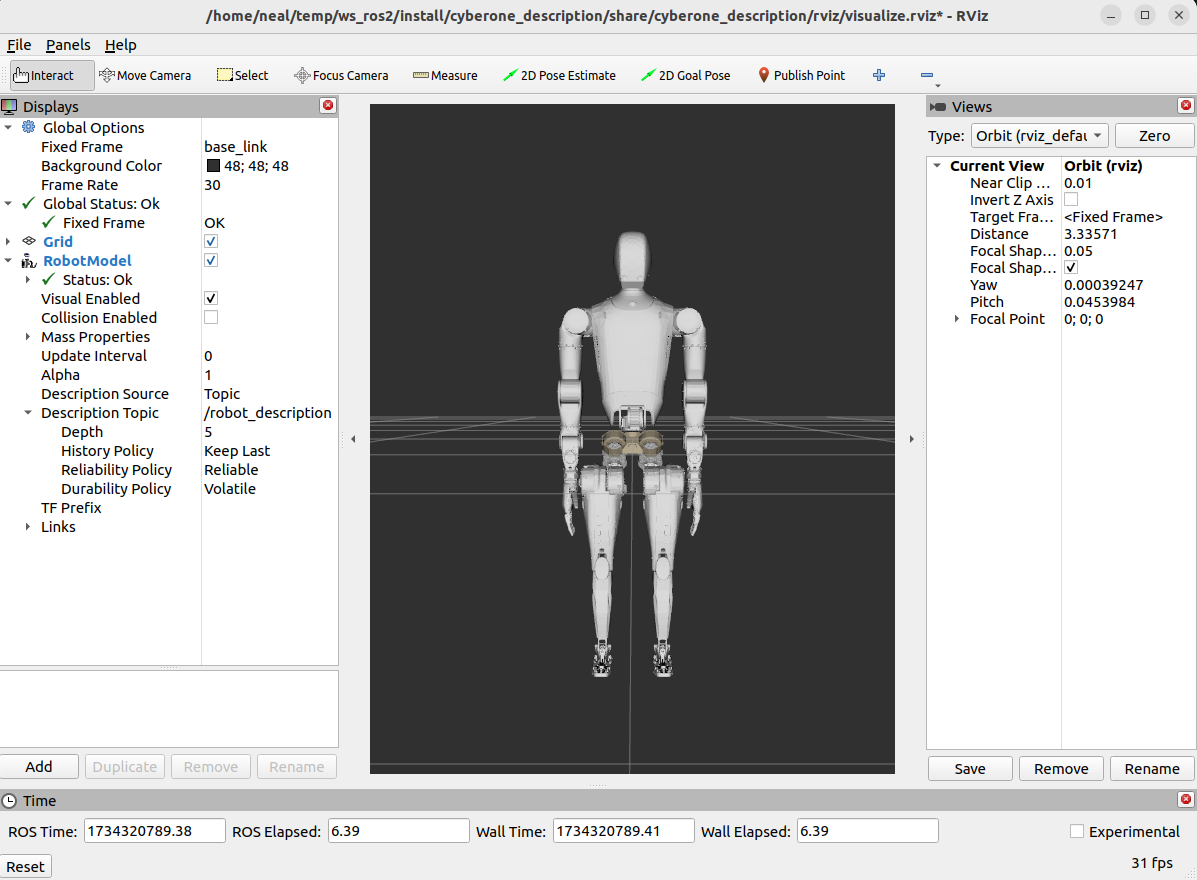 /home/neal/temp/ws_ros2/install/cyberone_description/share/cyberone_description/rviz/visualize.rviz* - RViz
File Panels Help
Interact Move Camera Select Focus Camera Measure 2D Pose Estimate 2D Goal Pose Publish Point
Displays
Global Options
Fixed Frame base_link
Background Color 48; 48; 48
Frame Rate 30
Global Status: Ok
Fixed Frame OK
Grid
RobotModel
Status: Ok
Visual Enabled
Collision Enabled
Mass Properties
Update Interval 0
Alpha 1
Description Source Topic
Description Topic /robot_description
Depth 5
History Policy Keep Last
Reliability Policy Reliable
Durability Policy Volatile
TF Prefix
Links
Add Duplicate Remove Rename
Views
Type: Orbit (rviz_defau Zero
Current View Orbit (rviz)
Near Clip ... 0.01
Invert Z Axis
Target Fra... <Fixed Frame>
Distance 3.33571
Focal Shap... 0.05
Focal Shap...
Yaw 0.00039247
Pitch 0.0453984
Focal Point 0; 0; 0
Save Remove Rename
Time
ROS Time: 1734320789.38 ROS Elapsed: 6.39 Wall Time: 1734320789.41 Wall Elapsed: 6.39 Experimental
Reset 31 fps